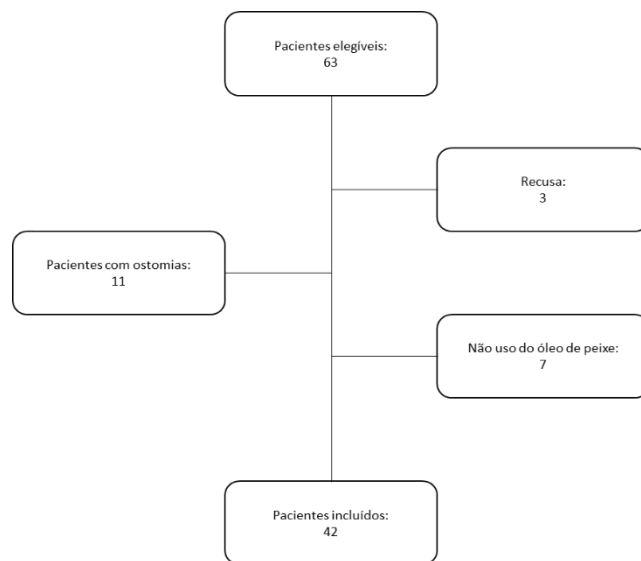 Pacientes elegíveis:
63
Recusa:
3
Pacientes com ostomias:
11
Não uso do óleo de peixe:
7
Pacientes incluídos:
42